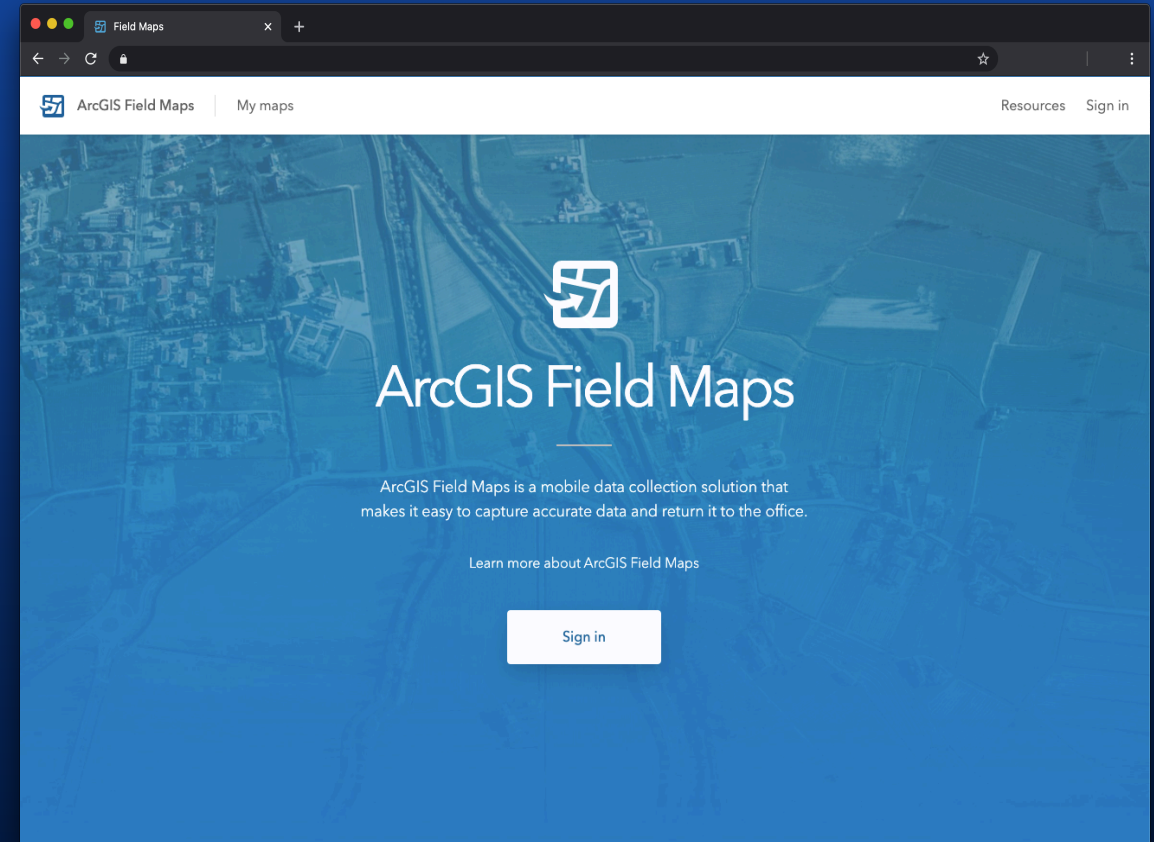 Field Maps
ArcGIS Field Maps
My maps
Resources
Sign in
ArcGIS Field Maps
ArcGIS Field Maps is a mobile data collection solution that
makes it easy to capture accurate data and return it to the office.
Learn more about ArcGIS Field Maps
Sign in